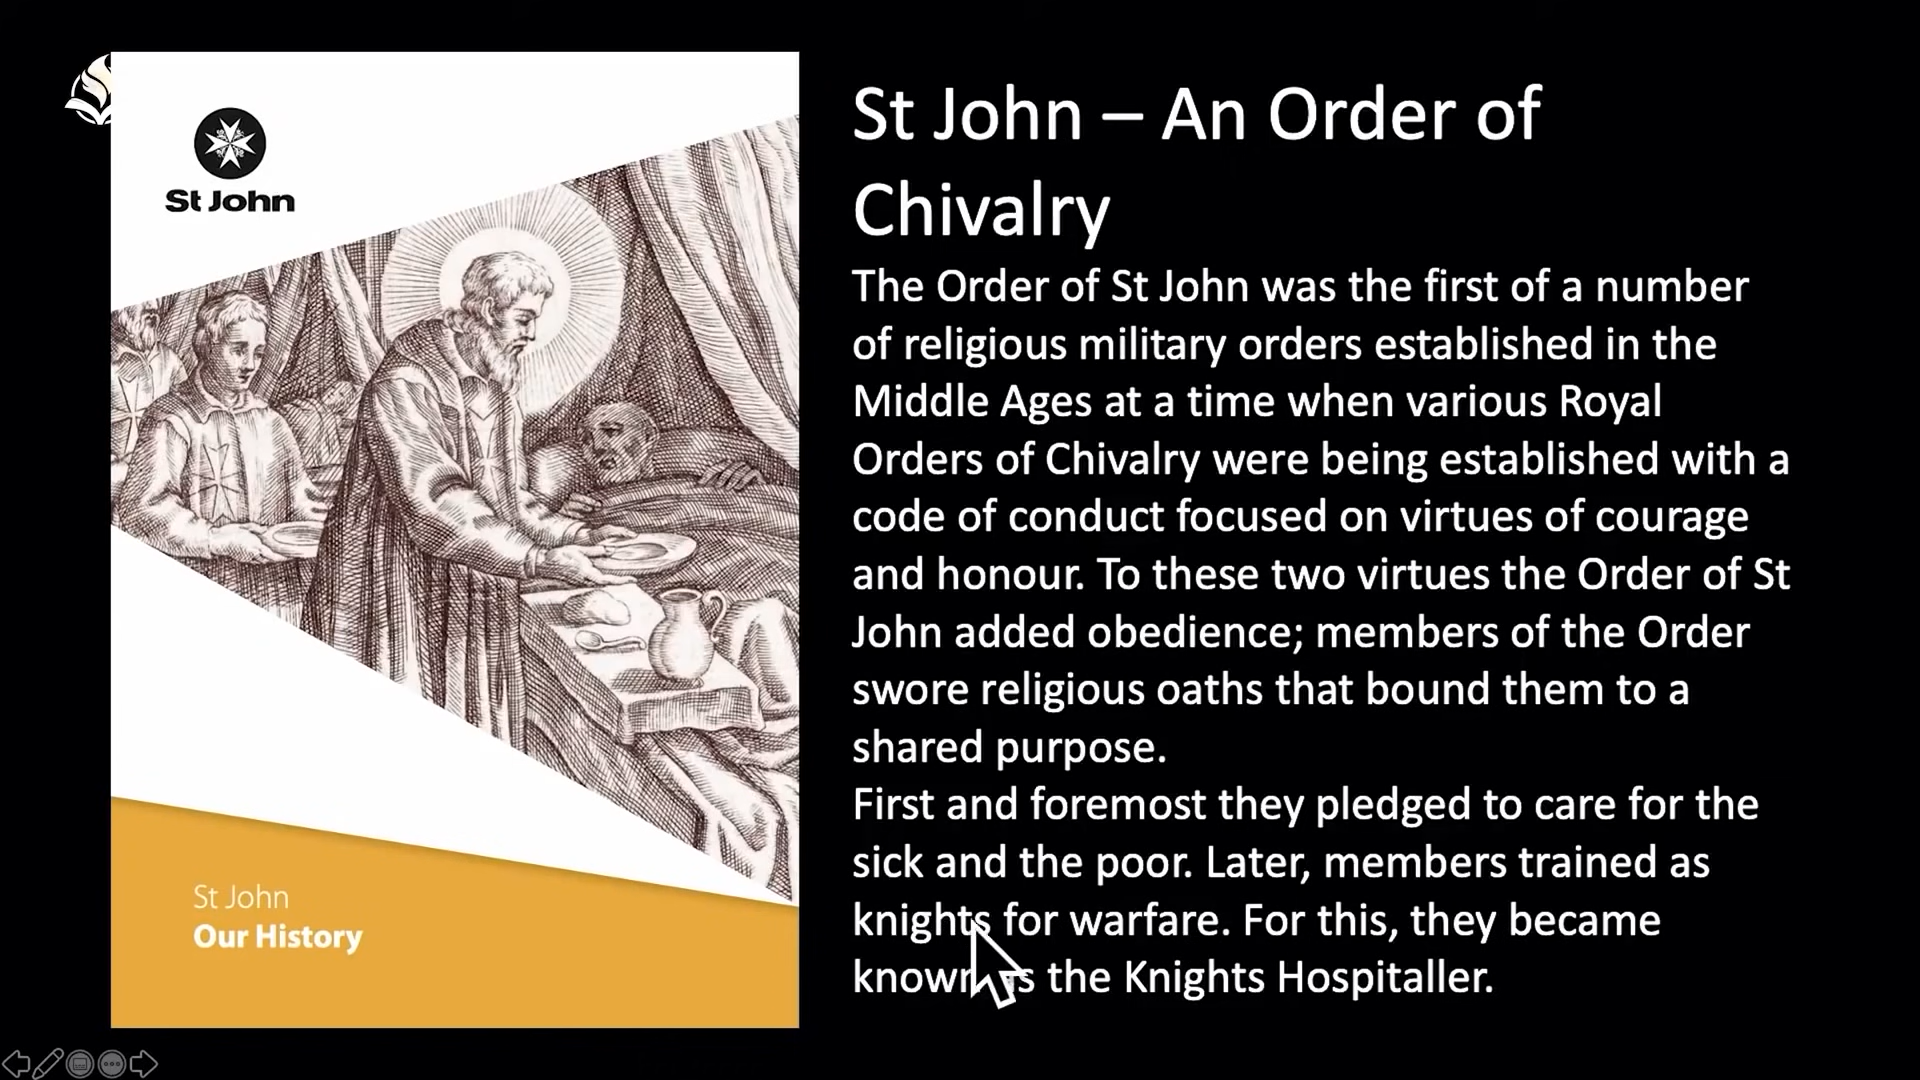 St John
St John
Our History
St John – An Order of
Chivalry
The Order of St John was the first of a number
of religious military orders established in the
Middle Ages at a time when various Royal
Orders of Chivalry were being established with a
code of conduct focused on virtues of courage
and honour. To these two virtues the Order of St
John added obedience; members of the Order
swore religious oaths that bound them to a
shared purpose.
First and foremost they pledged to care for the
sick and the poor. Later, members trained as
knights for warfare. For this, they became
known as the Knights Hospitaller.